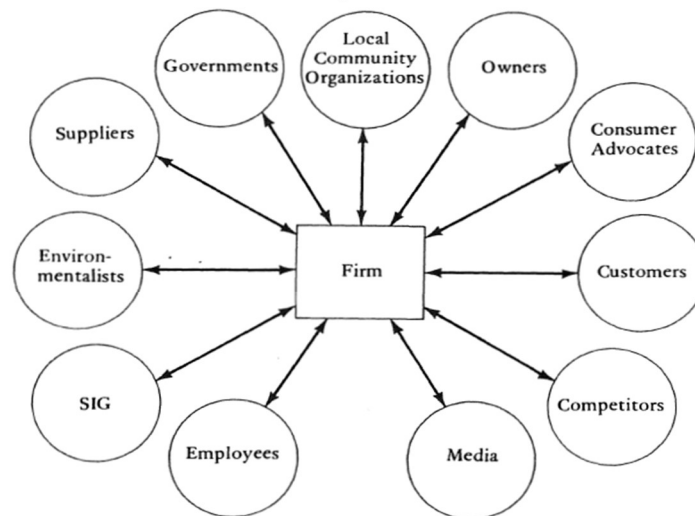 Governments
Local
Community
Organizations
Owners
Suppliers
Consumer
Advocates
Environ-
mentalists
Firm
Customers
SIG
Competitors
Employees
Media